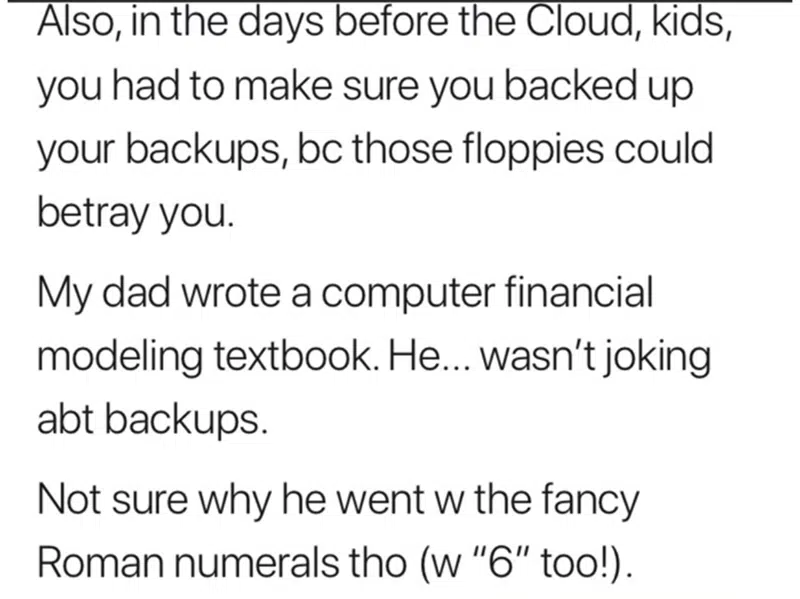 Also, in the days before the Cloud, kids,
you had to make sure you backed up
your backups, bc those floppies could
betray you.
My dad wrote a computer financial
modeling textbook. He... wasn't joking
abt backups.
Not sure why he went w the fancy
Roman numerals tho (w "6" too!).